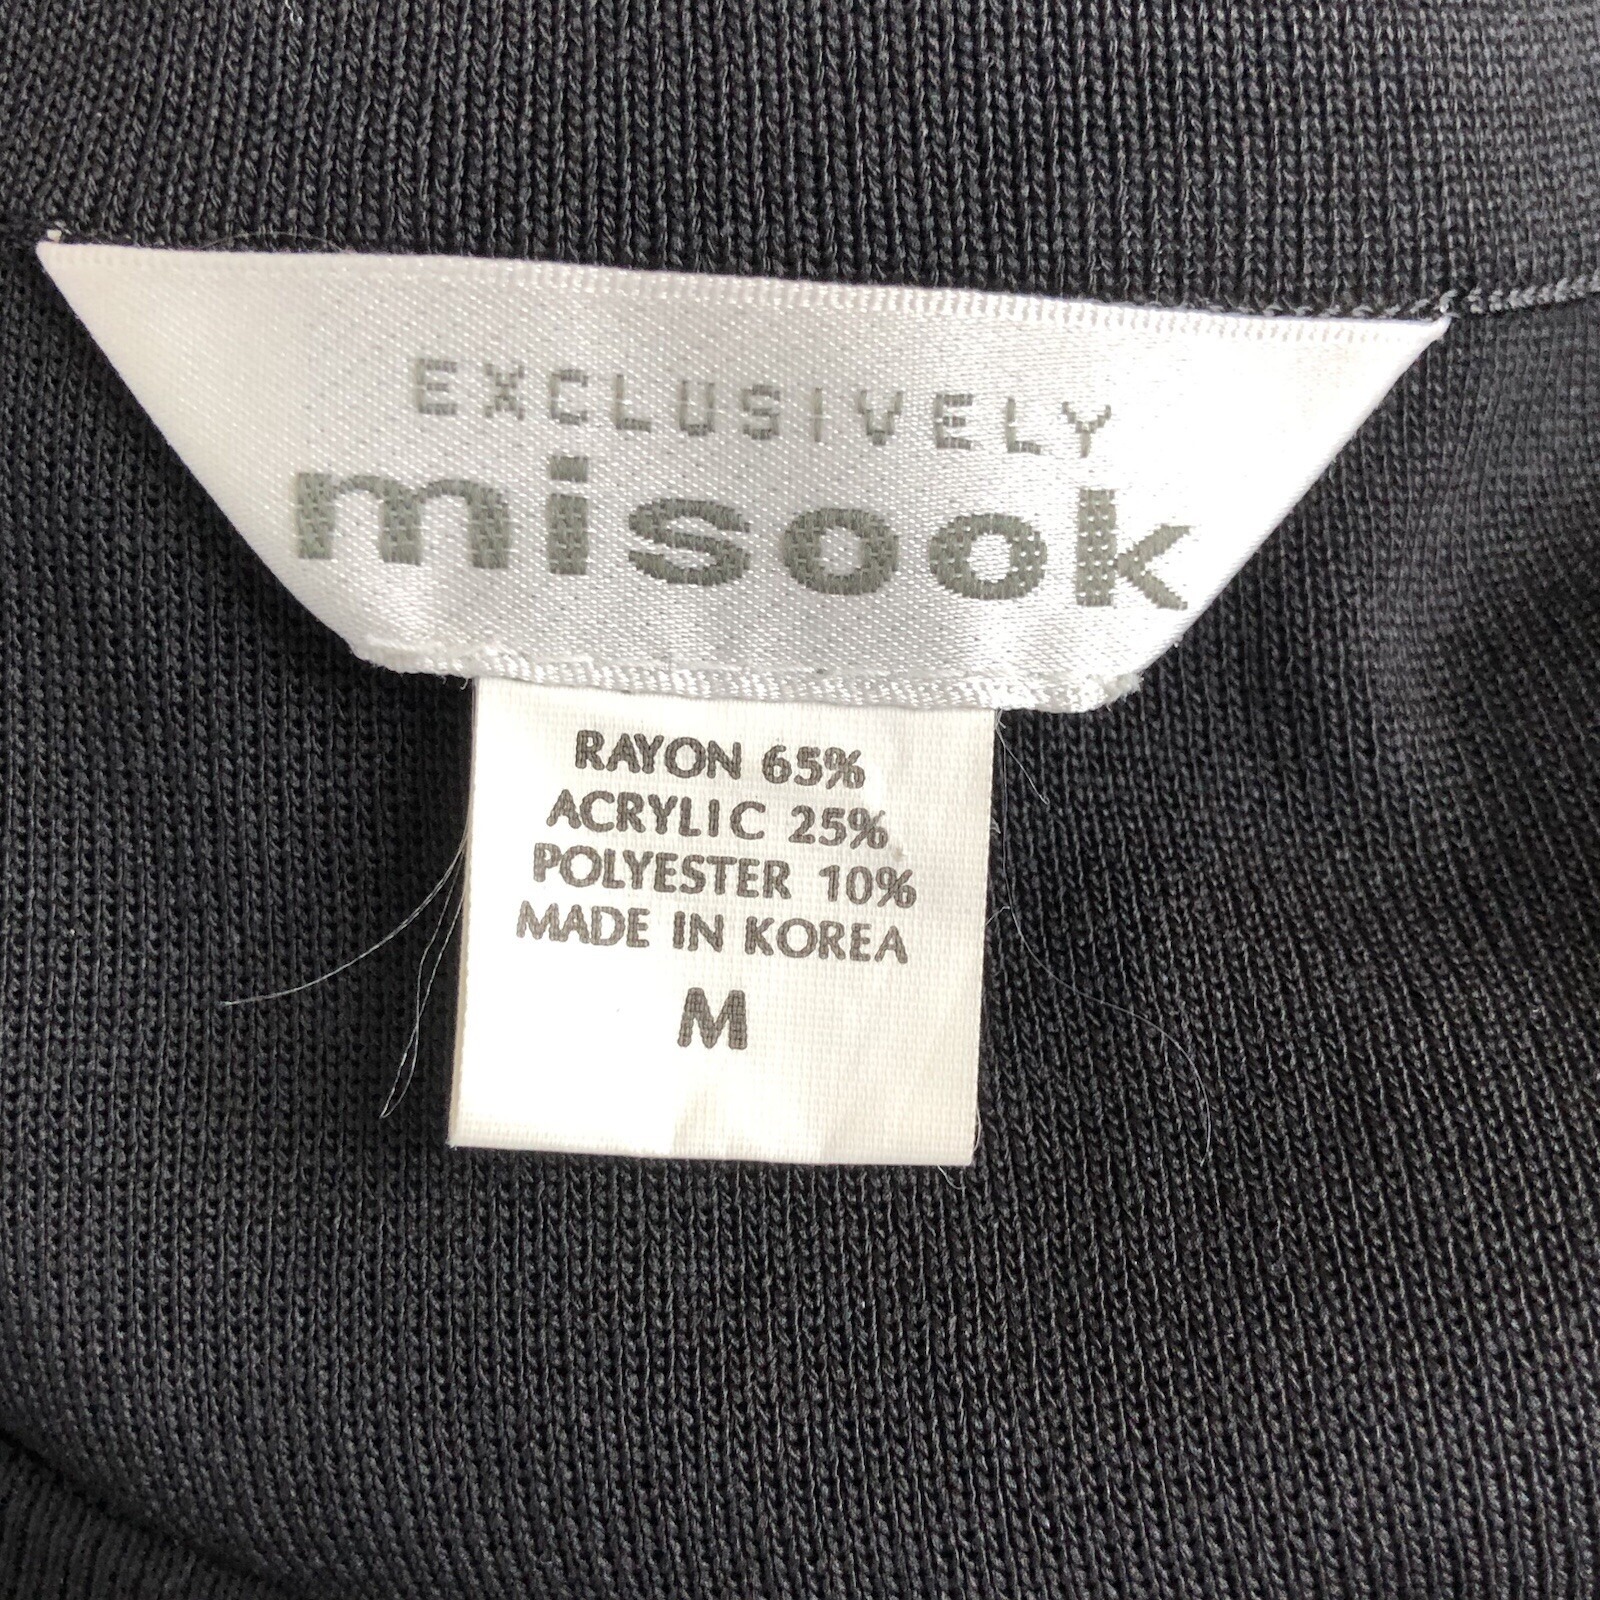 EXCLUSIVELY
misook
RAYON 65%
ACRYLIC 25%
POLYESTER 10%
MADE IN KOREA
M